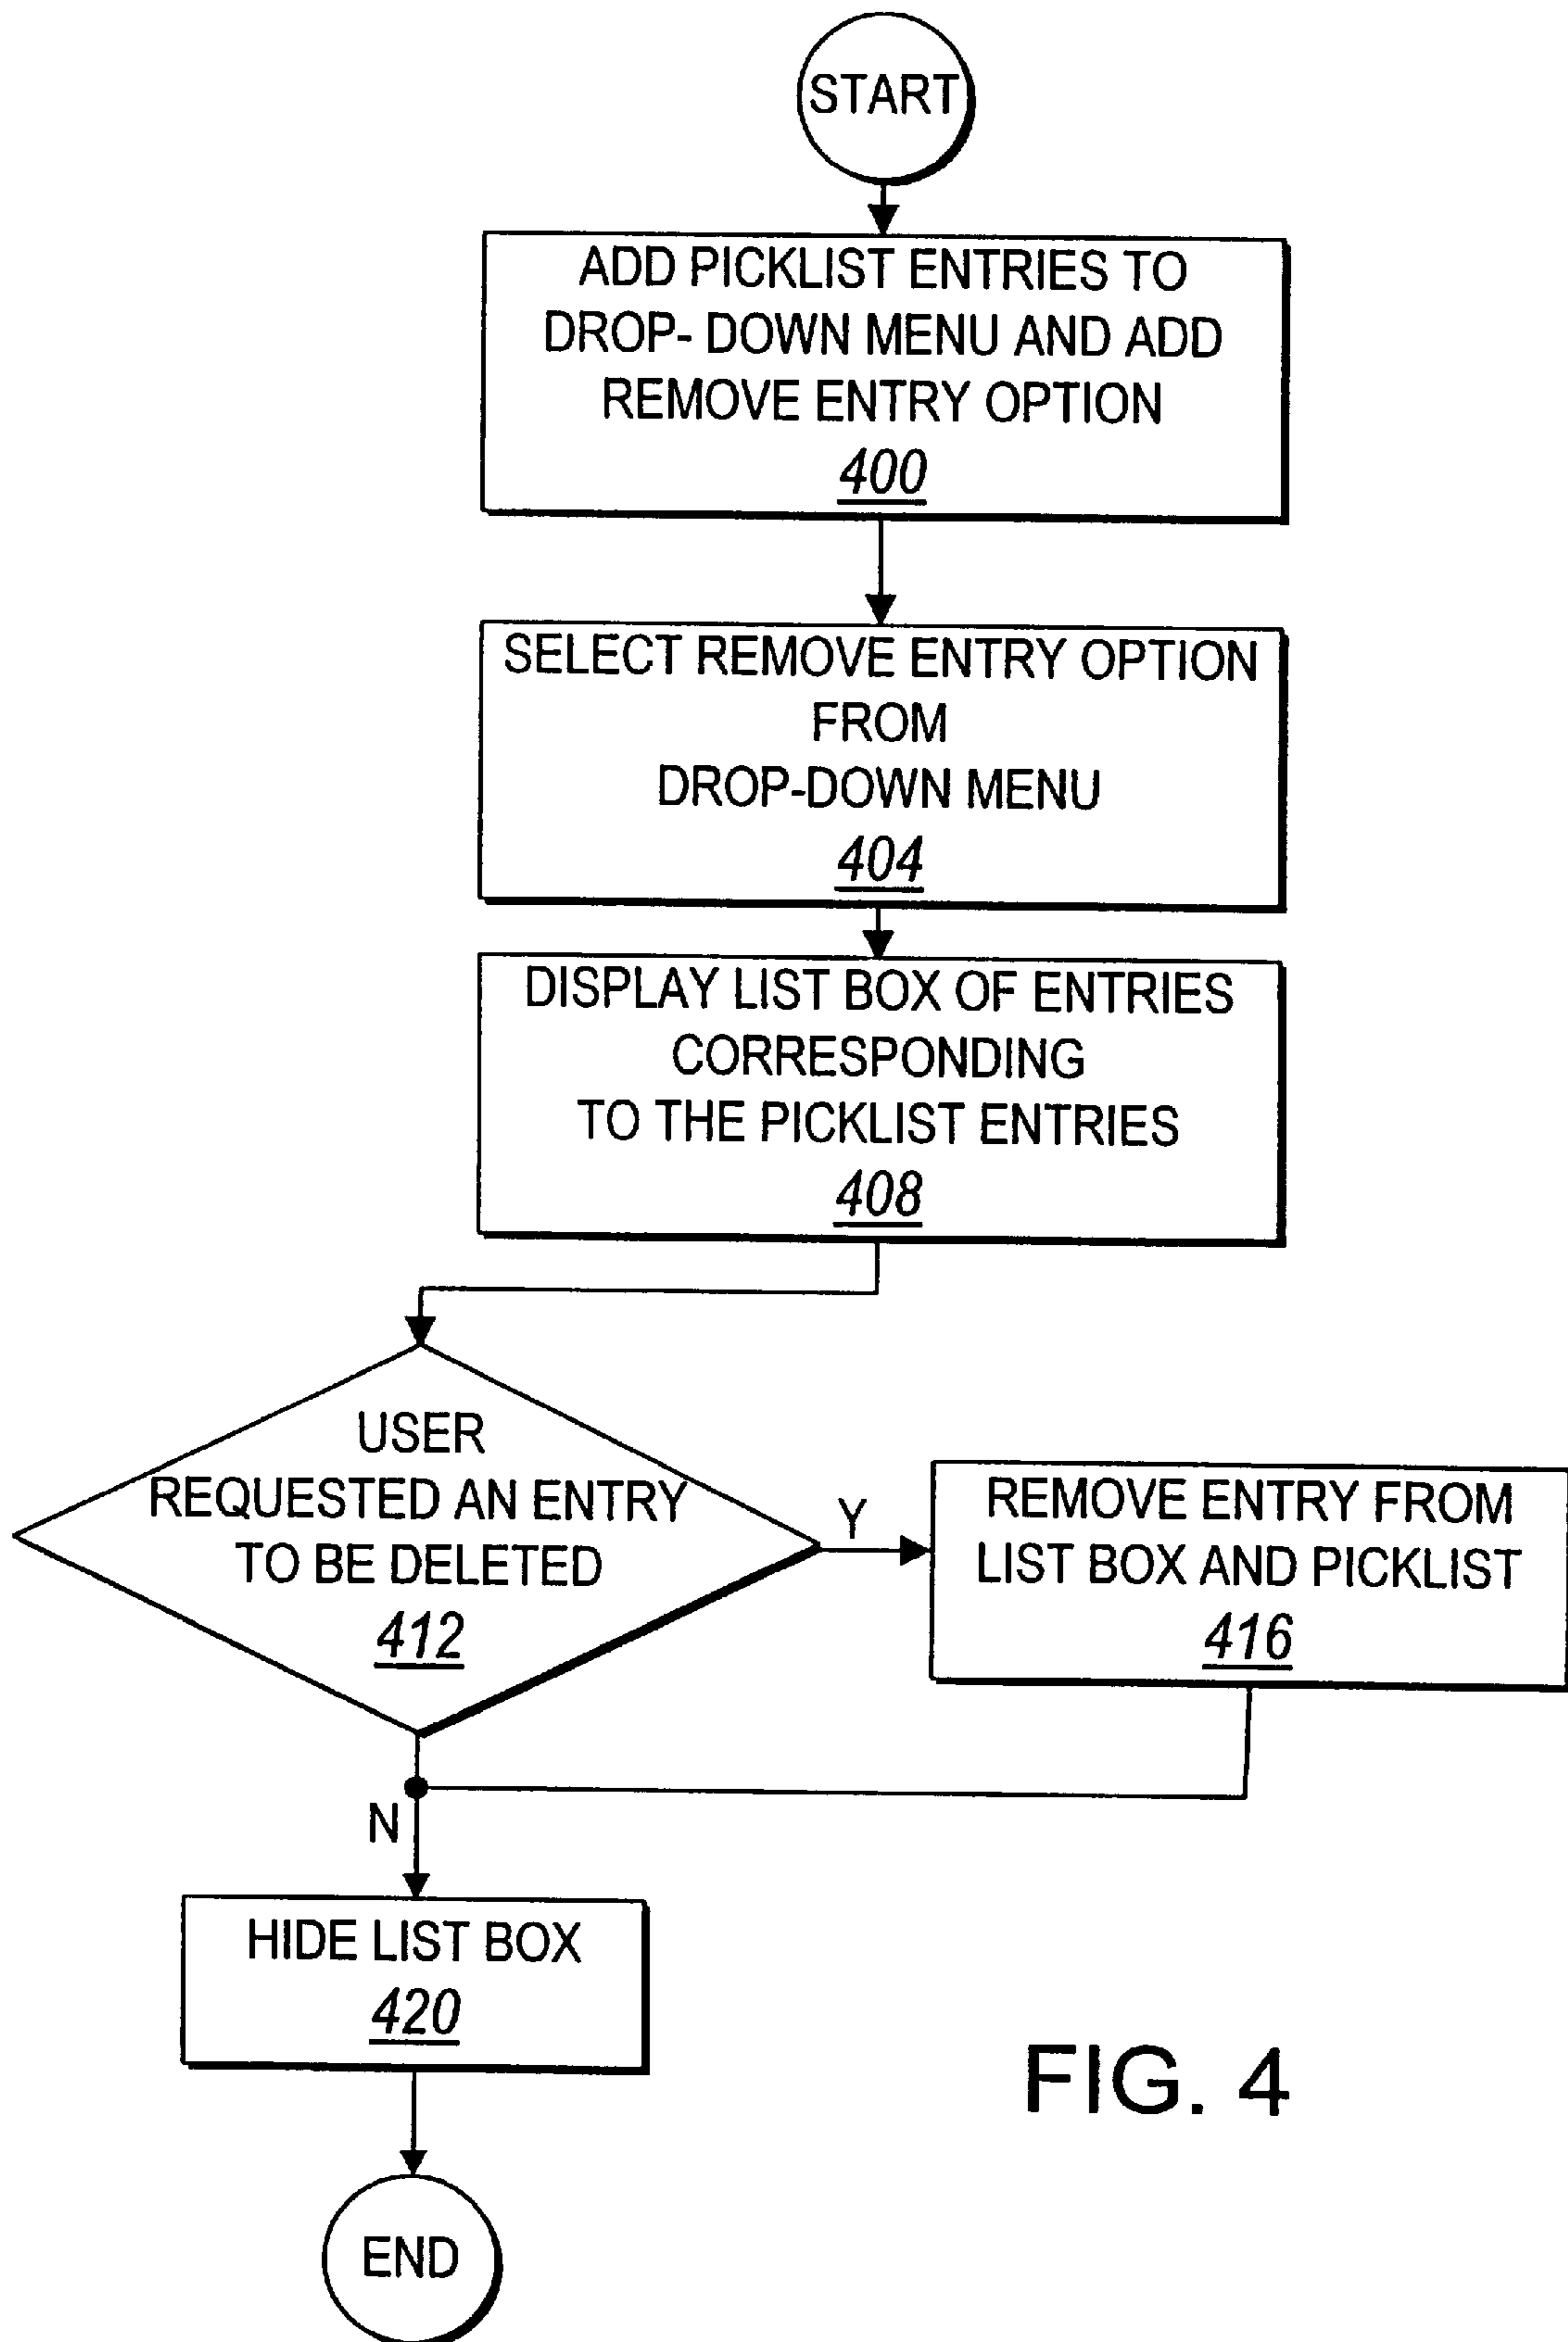 START
ADD PICKLIST ENTRIES TO
DROP- DOWN MENU AND ADD
REMOVE ENTRY OPTION
400
SELECT REMOVE ENTRY OPTION
FROM
DROP-DOWN MENU
404
DISPLAY LIST BOX OF ENTRIES
CORRESPONDING
TO THE PICKLIST ENTRIES
408
USER
REQUESTED AN ENTRY
TO BE DELETED
412
Y
REMOVE ENTRY FROM
LIST BOX AND PICKLIST
416
N
HIDE LIST BOX
420
END
FIG. 4